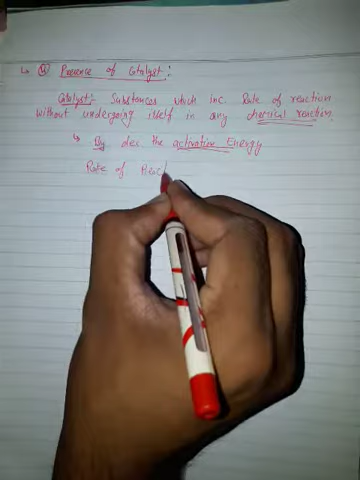 ↳ ④ Presence of Catalyst :
Catalyst:- Substances which inc. Rate of reaction
without undergoing itself in any chemical reaction.
↳ By dec. the activation Energy
Rate of Reac